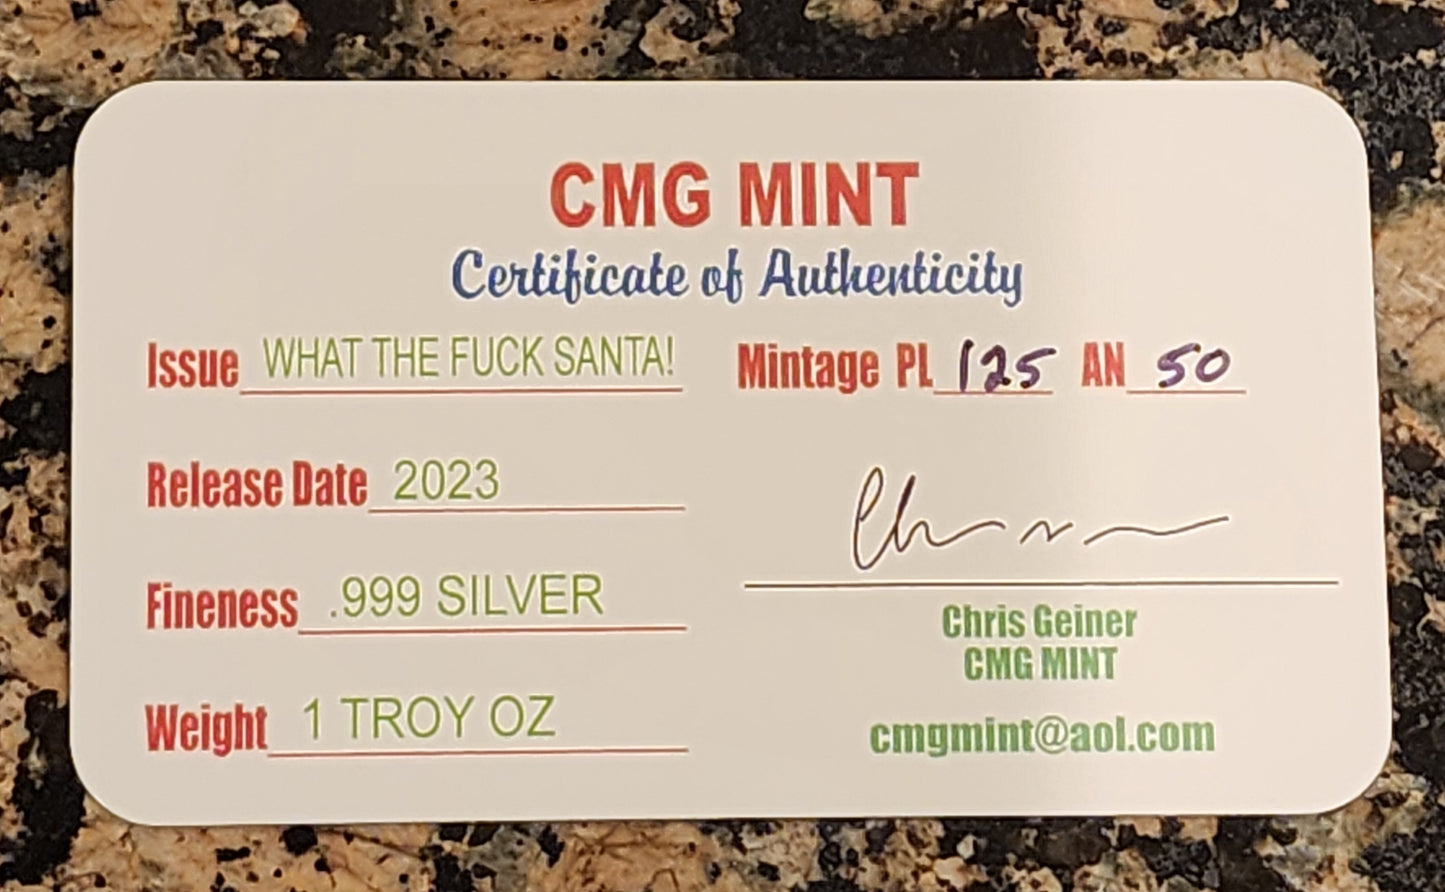 CMG MINT
Certificate of Authenticity
Issue WHAT THE FUCK SANTA!
Mintage PL 125 AN 50
Release Date 2023
Fineness .999 SILVER
Weight 1 TROY OZ
Chris Geiner
CMG MINT
cmgmint@aol.com